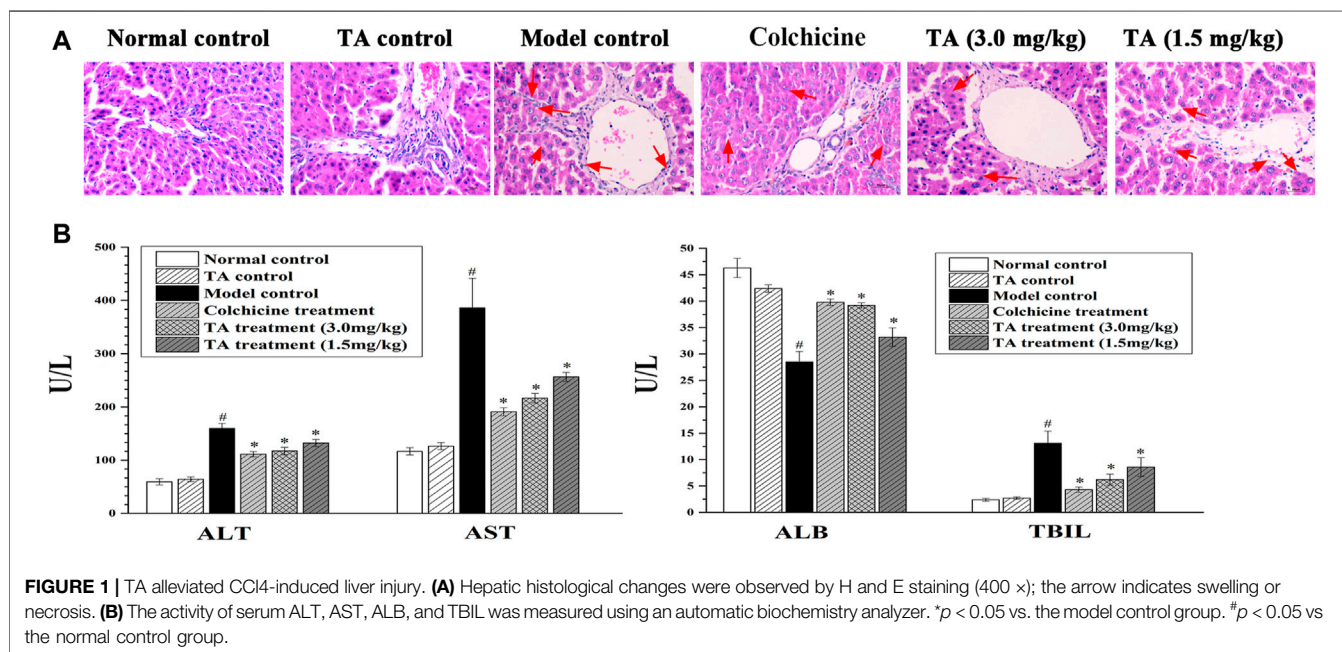 A
Normal control TA control Model control Colchicine TA (3.0 mg/kg) TA (1.5 mg/kg)
B
500
400
300
200
100
0
U/L
Normal control
TA control
Model control
Colchicine treatment
TA treatment (3.0mg/kg)
TA treatment (1.5mg/kg)
# * * *
# * * *
ALT AST
50
45
40
35
30
25
20
15
10
5
0
U/L
Normal control
TA control
Model control
Colchicine treatment
TA treatment (3.0mg/kg)
TA treatment (1.5mg/kg)
# * * *
# * * *
ALB TBIL
FIGURE 1 | TA alleviated CCl4-induced liver injury. (A) Hepatic histological changes were observed by H and E staining (400 ×); the arrow indicates swelling or
necrosis. (B) The activity of serum ALT, AST, ALB, and TBIL was measured using an automatic biochemistry analyzer. *p < 0.05 vs. the model control group. #p < 0.05 vs
the normal control group.